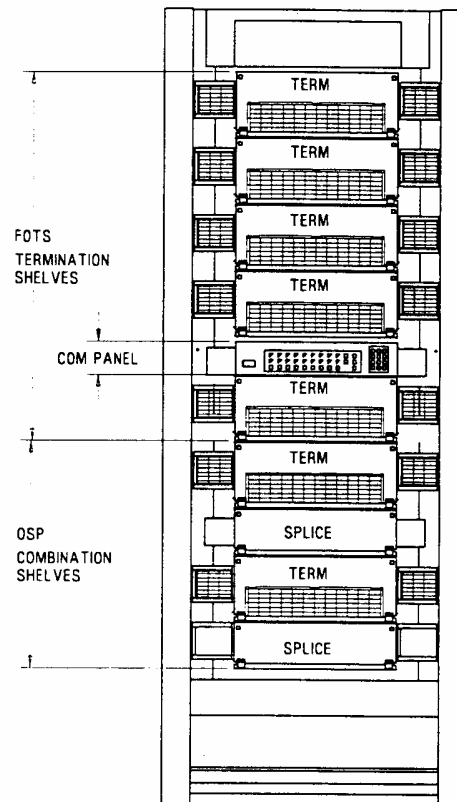 TERM
TERM
TERM
FOTS
TERMINATION
SHELVES
TERM
COM PANEL
TERM
TERM
OSP
COMBINATION
SHELVES
SPLICE
TERM
SPLICE